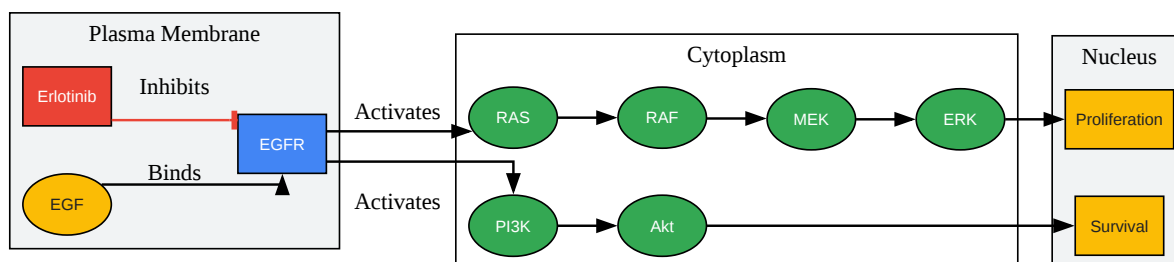 Plasma Membrane
Erlotinib
Inhibits
EGFR
Binds
EGF
Activates
Activates
Cytoplasm
RAS
RAF
MEK
ERK
PI3K
Akt
Nucleus
Proliferation
Survival